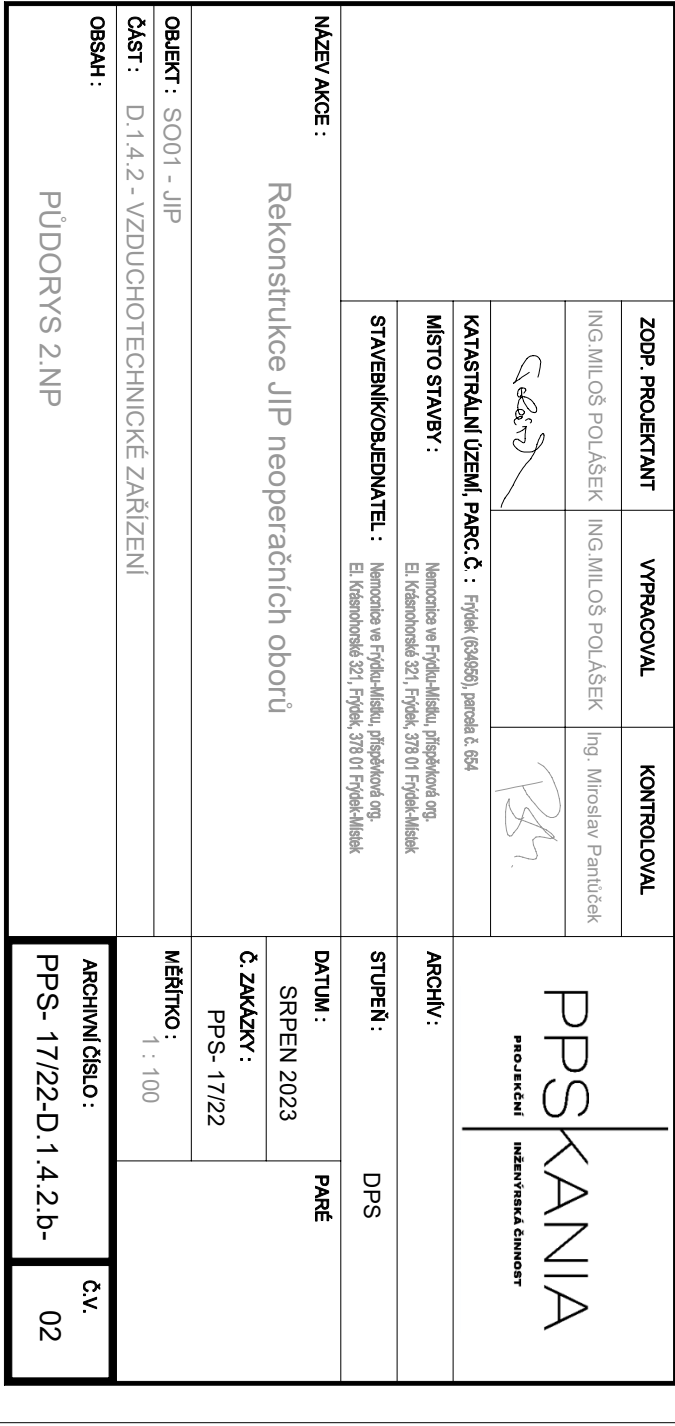 ZODP. PROJEKTANT
VYPRACOVAL
KONTROLOVAL
ING.MILOŠ POLÁŠEK
ING.MILOŠ POLÁŠEK
Ing. Miroslav Pantůček
PPS KANIA
PROJEKČNÍ INŽENÝRSKÁ ČINNOST
KATASTRÁLNÍ ÚZEMÍ, PARC.Č. : Frýdek (634956), parcela č. 654
MÍSTO STAVBY : Nemocnice ve Frýdku-Místku, příspěvková org.
El. Krásnohorské 321, Frýdek, 378 01 Frýdek-Místek
ARCHÍV :
STAVEBNÍK/OBJEDNATEL : Nemocnice ve Frýdku-Místku, příspěvková org.
El. Krásnohorské 321, Frýdek, 378 01 Frýdek-Místek
STUPEŇ : DPS
NÁZEV AKCE :
Rekonstrukce JIP neoperačních oborů
DATUM :
SRPEN 2023
PARÉ
Č. ZAKÁZKY :
PPS- 17/22
OBJEKT : SO01 - JIP
ČÁST : D.1.4.2 - VZDUCHOTECHNICKÉ ZAŘÍZENÍ
MĚŘÍTKO :
1 : 100
OBSAH :
PŮDORYS 2.NP
ARCHIVNÍ ČÍSLO :
PPS- 17/22-D.1.4.2.b-
Č.V.
02